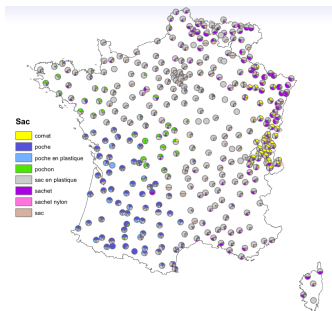 Sac
cornet
poche
poche en plastique
pochon
sac en plastique
sachet
sachet nylon
sac